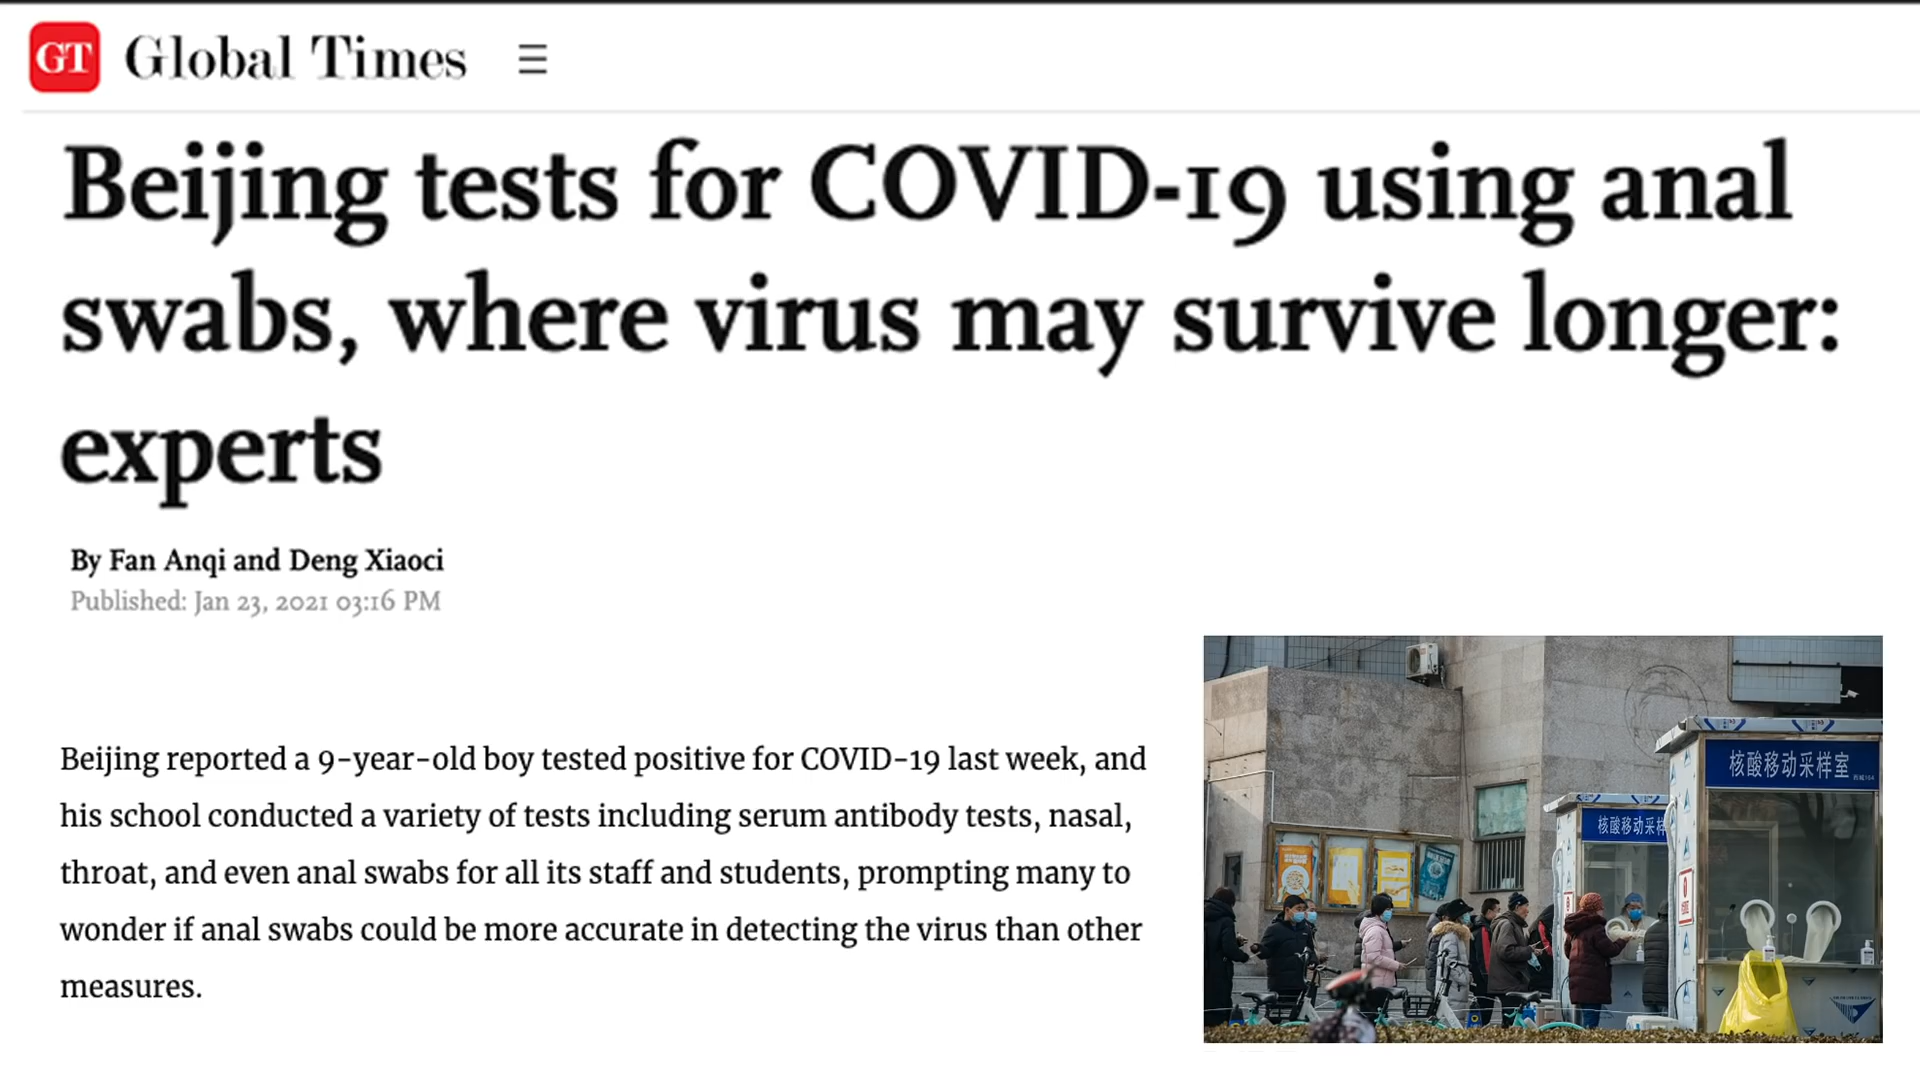 GT Global Times
Beijing tests for COVID-19 using anal
swabs, where virus may survive longer:
experts
By Fan Anqi and Deng Xiaoci
Published: Jan 23, 2021 03:16 PM
Beijing reported a 9-year-old boy tested positive for COVID-19 last week, and
his school conducted a variety of tests including serum antibody tests, nasal,
throat, and even anal swabs for all its staff and students, prompting many to
wonder if anal swabs could be more accurate in detecting the virus than other
measures.
核酸移动采样室
核酸移动采样